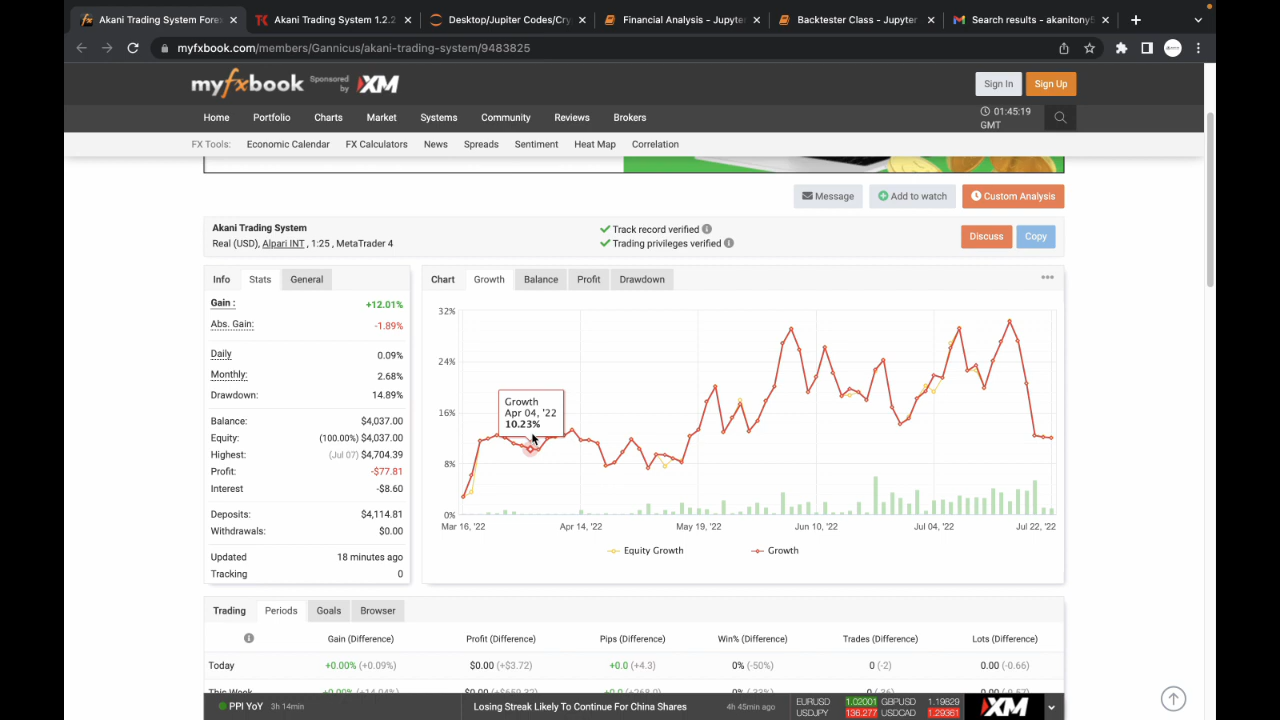 Akani Trading System Fore
Akani Trading System 1.2.2
Desktop/Jupiter Codes/Cry
Financial Analysis - Jupyte
Backtester Class - Jupyter
Search results - akanitony
myfxbook.com/members/Gannicus/akani-trading-system/9483825
myfxbook Sponsored by XM
Sign In
Sign Up
Home
Portfolio
Charts
Market
Systems
Community
Reviews
Brokers
01:45:19
GMT
FX Tools:
Economic Calendar
FX Calculators
News
Spreads
Sentiment
Heat Map
Correlation
Message
Add to watch
Custom Analysis
Akani Trading System
Real (USD), Alpari INT , 1:25 , MetaTrader 4
Track record verified
Trading privileges verified
Discuss
Copy
Info
Stats
General
Gain : +12.01%
Abs. Gain: -1.89%
Daily 0.09%
Monthly: 2.68%
Drawdown: 14.89%
Balance: $4,037.00
Equity: (100.00%) $4,037.00
Highest: (Jul 07) $4,704.39
Profit: -$77.81
Interest -$8.60
Deposits: $4,114.81
Withdrawals: $0.00
Updated 18 minutes ago
Tracking 0
Chart
Growth
Balance
Profit
Drawdown
32%
24%
16%
8%
0%
Growth
Apr 04, '22
10.23%
Mar 16, '22
Apr 14, '22
May 19, '22
Jun 10, '22
Jul 04, '22
Jul 22, '22
Equity Growth
Growth
Trading
Periods
Goals
Browser
Gain (Difference)
Profit (Difference)
Pips (Difference)
Win% (Difference)
Trades (Difference)
Lots (Difference)
Today
+0.00% (+0.09%)
$0.00 (+$3.72)
+0.0 (+4.3)
0% (-50%)
0 (-2)
0.00 (-0.66)
This Week
PPI YoY
3h 14min
Losing Streak Likely To Continue For China Shares
4h 45min ago
EURUSD 1.02001 GBPUSD 1.19829
USDJPY 136.277 USDCAD 1.29361
XM